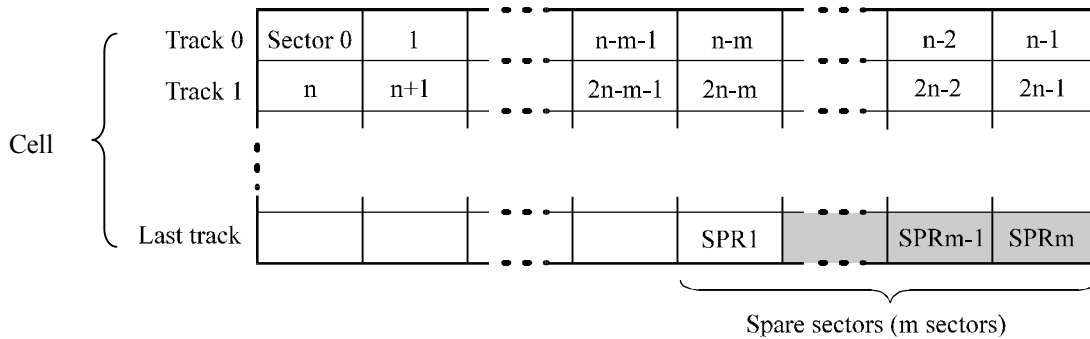 Track 0 Sector 0 1 n-m-1 n-m n-2 n-1
Track 1 n n+1 2n-m-1 2n-m 2n-2 2n-1
Cell
Last track SPR1 SPRm-1 SPRm
Spare sectors (m sectors)